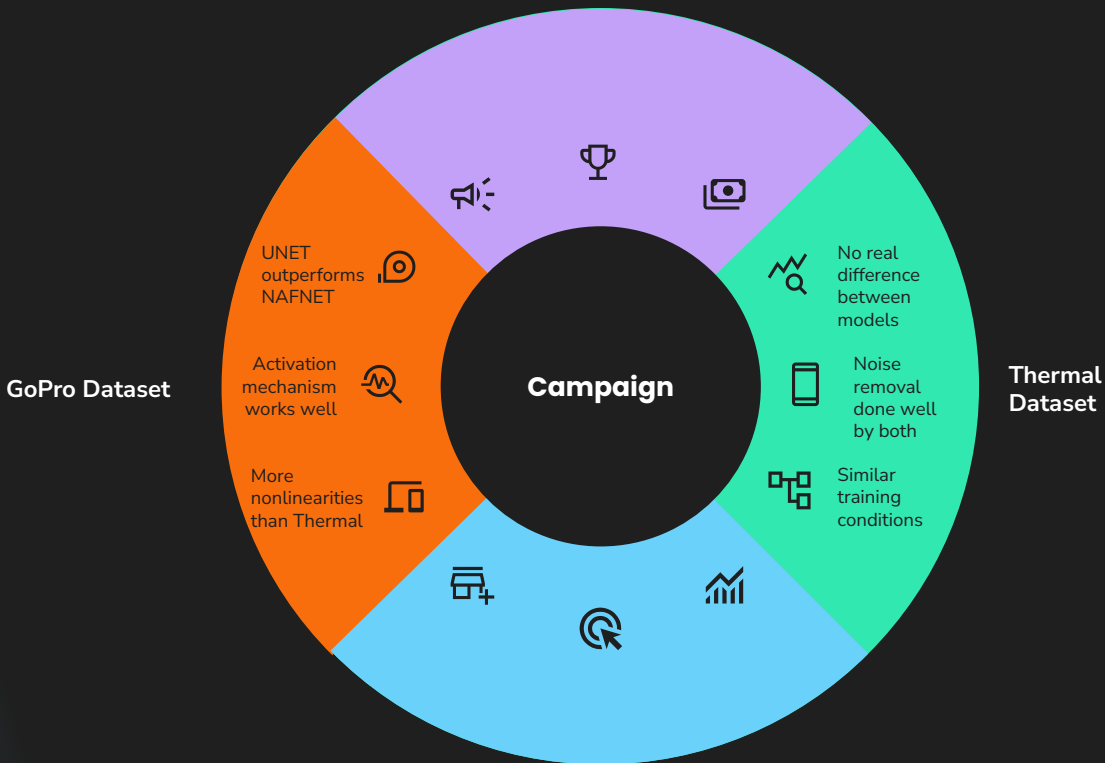 UNET
outperforms
NAFNET
Activation
mechanism
works well
More
nonlinearities
than Thermal
GoPro Dataset
Campaign
No real
difference
between
models
Noise
removal
done well
by both
Similar
training
conditions
Thermal
Dataset